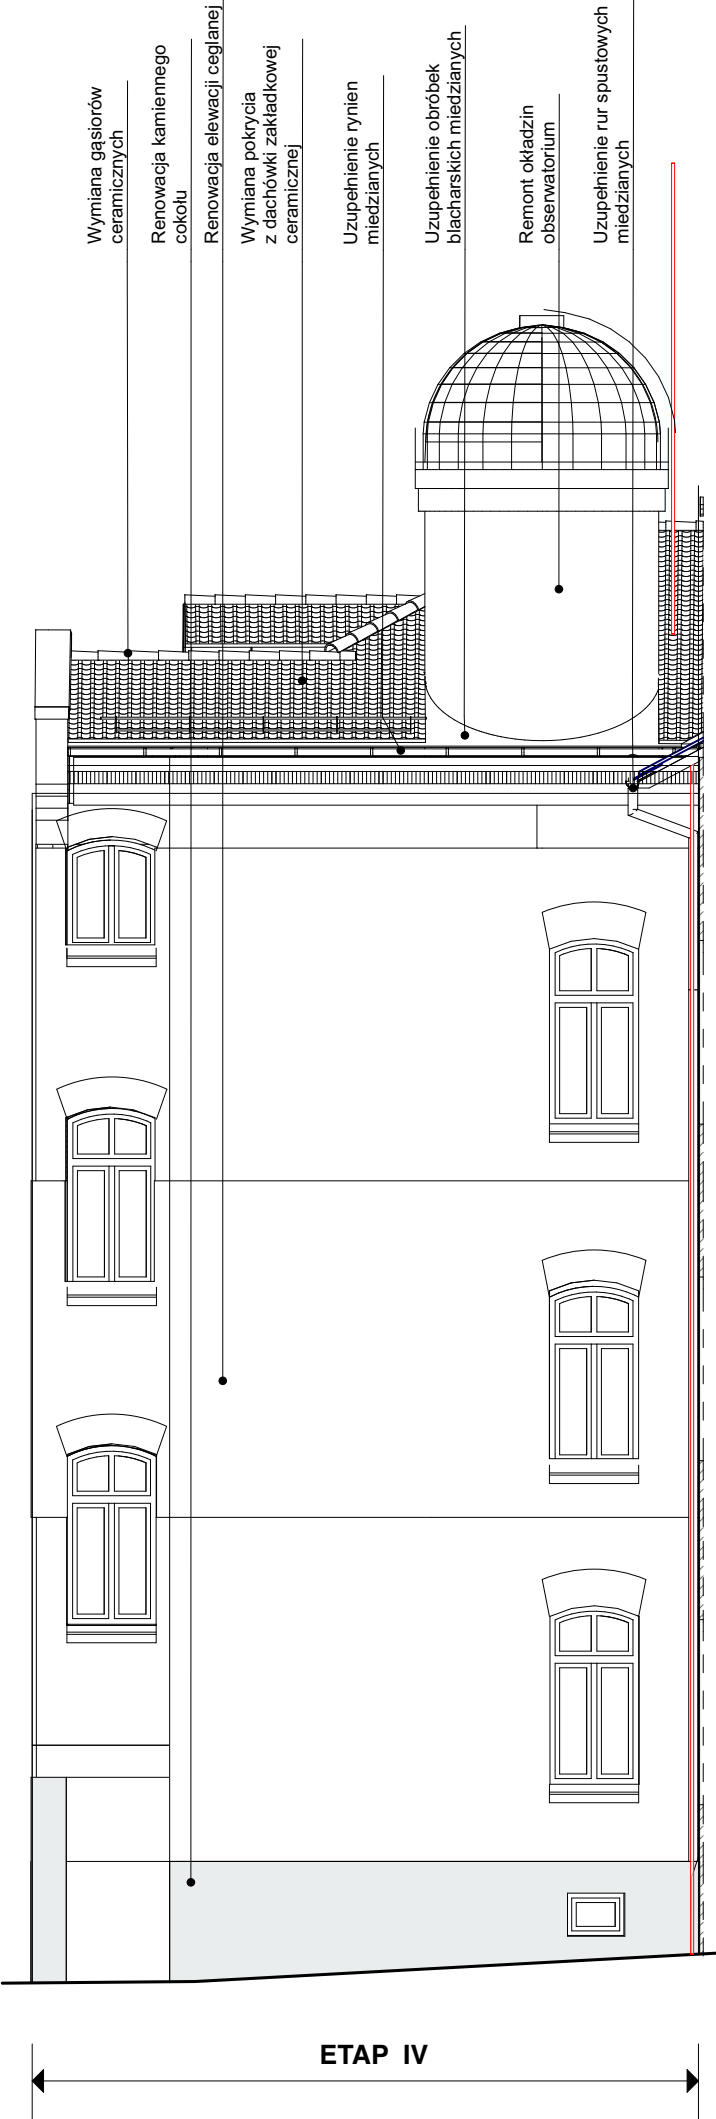 Wymiana gąsiorów
ceramicznych
Renowacja kamiennego
cokołu
Renowacja elewacji ceglanej
Wymiana pokrycia
z dachówki zakładkowej
ceramicznej
Uzupełnienie rynien
miedzianych
Uzupełnienie obróbek
blacharskich miedzianych
Remont okładzin
obserwatorium
Uzupełnienie rur spustowych
miedzianych
ETAP IV